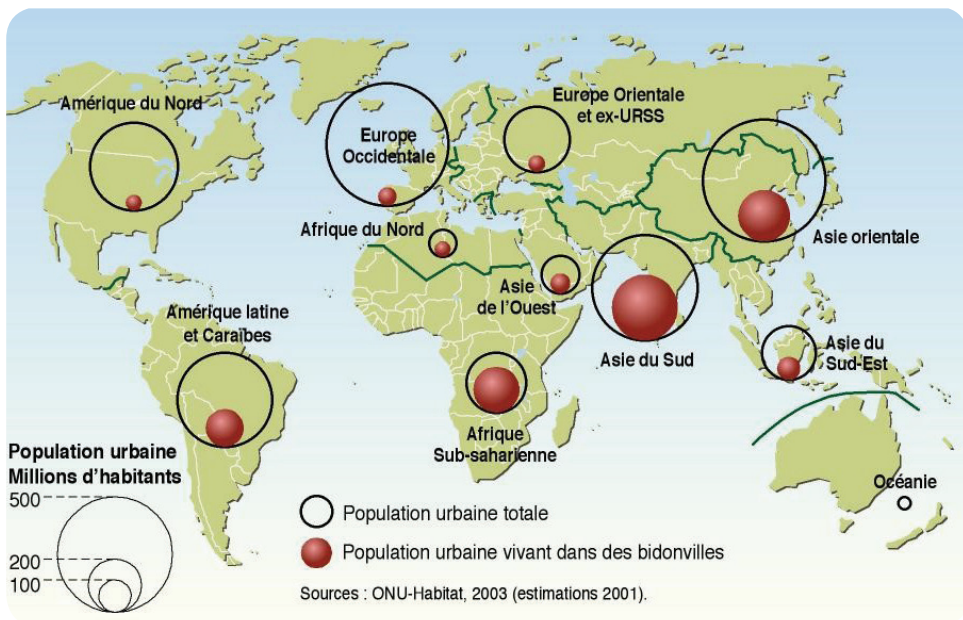 Amérique du Nord
Europe
Occidentale
Europe Orientale
et ex-URSS
Asie orientale
Afrique du Nord
Asie
de l'Ouest
Asie du Sud
Asie du
Sud-Est
Amérique latine
et Caraïbes
Afrique
Sub-saharienne
Océanie
Population urbaine
Millions d'habitants
500
200
100
Population urbaine totale
Population urbaine vivant dans des bidonvilles
Sources : ONU-Habitat, 2003 (estimations 2001).